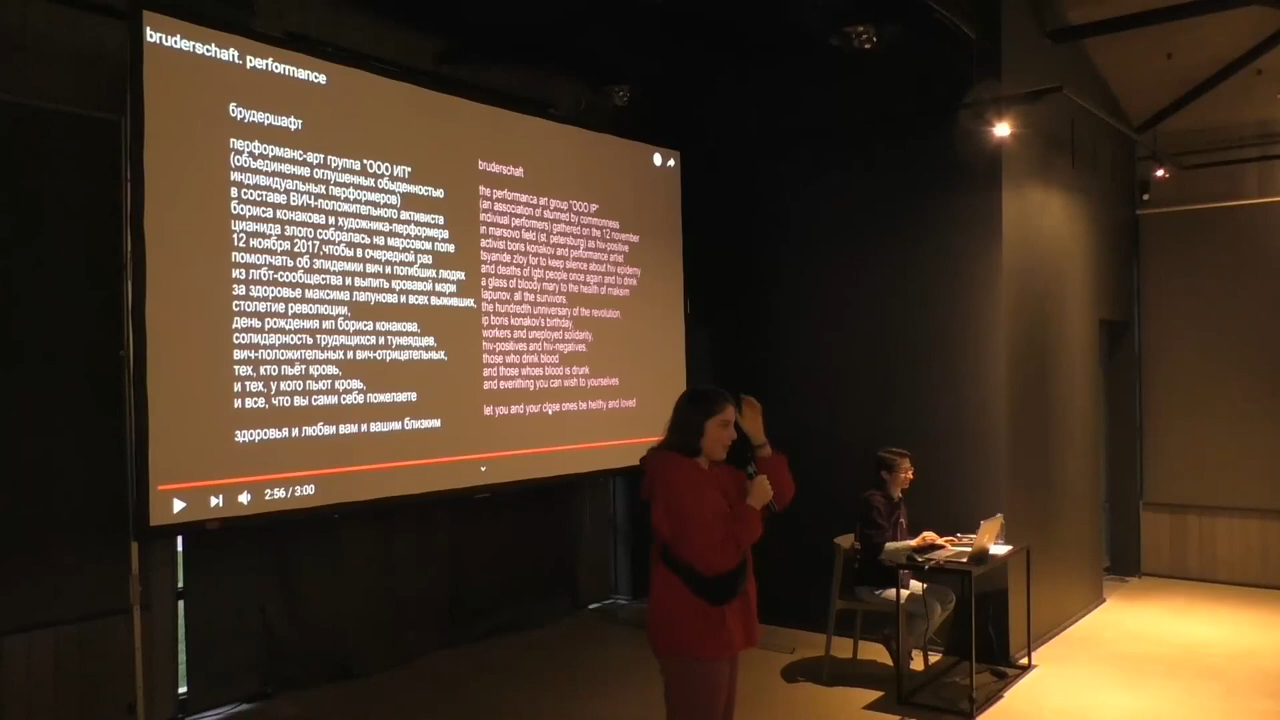 bruderschaft. performance
брудершафт
перформанс-арт группа "ООО ИП"
(объединение оглушенных обыденностью
индивидуальных перформеров)
в составе ВИЧ-положительного активиста
бориса конакова и художника-перформера
цианида злого собралась на марсовом поле
12 ноября 2017,чтобы в очередной раз
помолчать об эпидемии вич и погибших людях
из лгбт-сообщества и выпить кровавой мэри
за здоровье максима лапунова и всех выживших,
столетие революции,
день рождения ип бориса конакова,
солидарность трудящихся и тунеядцев,
вич-положительных и вич-отрицательных,
тех, кто пьёт кровь,
и тех, у кого пьют кровь,
и все, что вы сами себе пожелаете
здоровья и любви вам и вашим близким
bruderschaft
the performanca art group "OOO IP"
(an association of stunned by commonness
indiviual performers) gathered on the 12 november
in marsovo field (st. petersburg) as hiv-positive
activist boris konakov and performance artist
tsyanide zloy for to keep silence about hiv epidemy
and deaths of lgbt people once again and to drink
a glass of bloody mary to the health of maksim
lapunov, all the survivors,
the hundredth unniversary of the revolution,
ip boris konakov's birthday,
workers and uneployed solidarity,
hiv-positives and hiv-negatives,
those who drink blood
and those whoes blood is drunk
and everithing you can wish to yourselves
let you and your close ones be helthy and loved
2:56 / 3:00